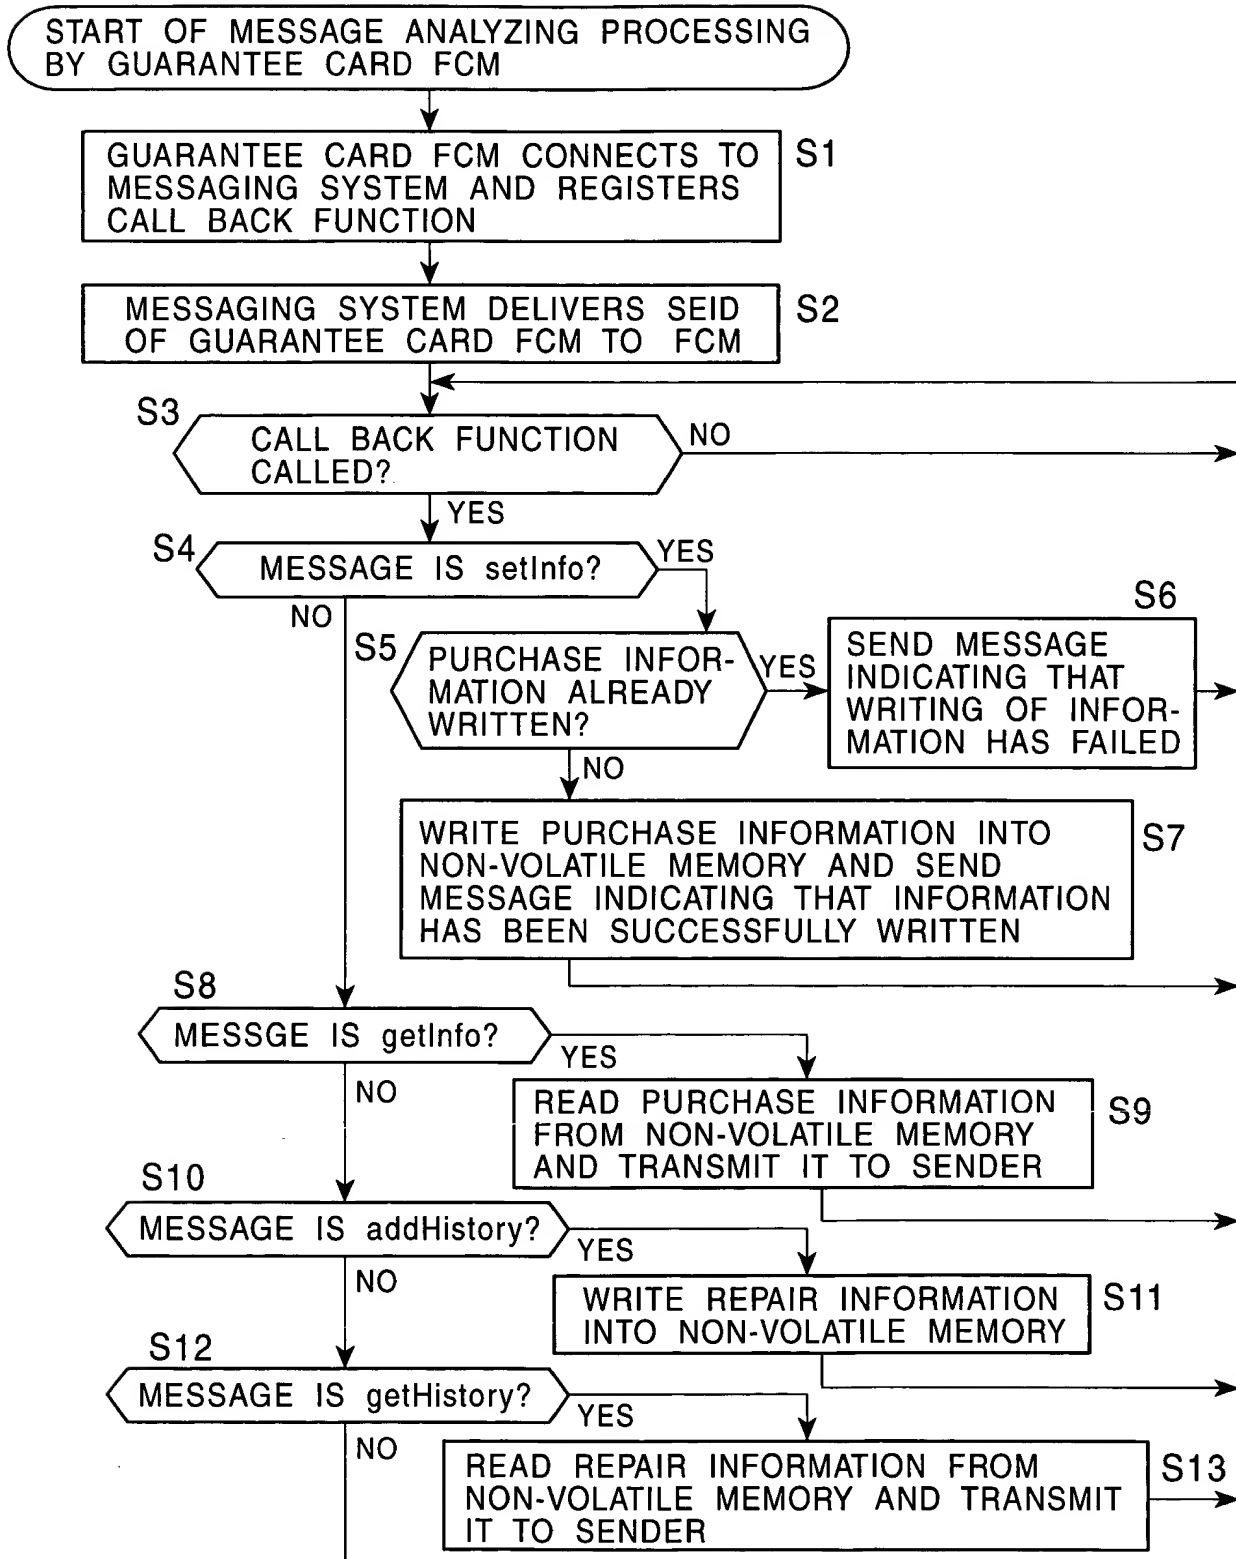 START OF MESSAGE ANALYZING PROCESSING
BY GUARANTEE CARD FCM
GUARANTEE CARD FCM CONNECTS TO
MESSAGING SYSTEM AND REGISTERS
CALL BACK FUNCTION
S1
MESSAGING SYSTEM DELIVERS SEID
OF GUARANTEE CARD FCM TO FCM
S2
S3
CALL BACK FUNCTION
CALLED?
NO
YES
S4
MESSAGE IS setInfo?
YES
NO
S5
PURCHASE INFOR-
MATION ALREADY
WRITTEN?
YES
S6
SEND MESSAGE
INDICATING THAT
WRITING OF INFOR-
MATION HAS FAILED
NO
WRITE PURCHASE INFORMATION INTO
NON-VOLATILE MEMORY AND SEND
MESSAGE INDICATING THAT INFORMATION
HAS BEEN SUCCESSFULLY WRITTEN
S7
S8
MESSGE IS getInfo?
YES
NO
READ PURCHASE INFORMATION
FROM NON-VOLATILE MEMORY
AND TRANSMIT IT TO SENDER
S9
S10
MESSAGE IS addHistory?
YES
NO
WRITE REPAIR INFORMATION
INTO NON-VOLATILE MEMORY
S11
S12
MESSAGE IS getHistory?
YES
NO
READ REPAIR INFORMATION FROM
NON-VOLATILE MEMORY AND TRANSMIT
IT TO SENDER
S13